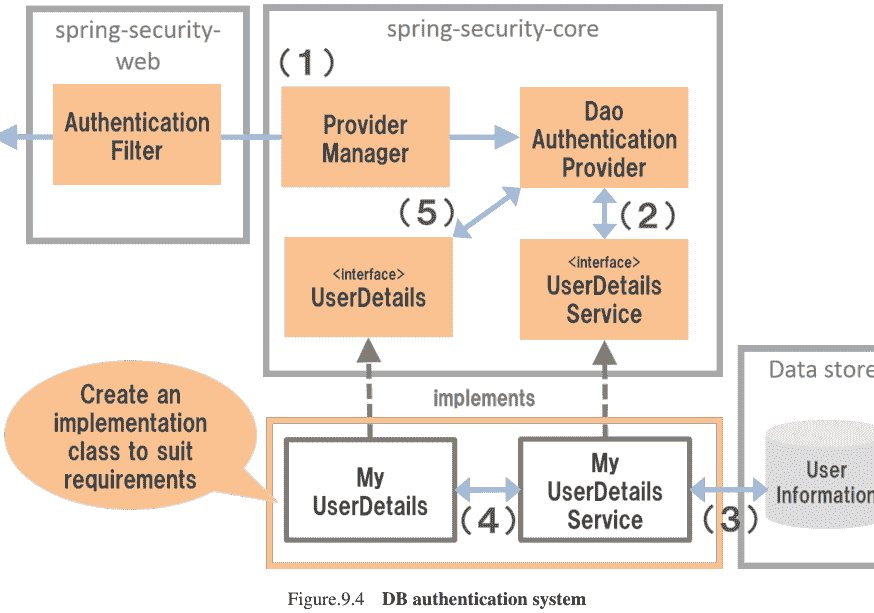 spring-security-
web
spring-security-core
(1)
Authentication
Filter
Provider
Manager
Dao
Authentication
Provider
(5)
(2)
<interface>
UserDetails
<interface>
UserDetails
Service
Data store
implements
Create an
implementation
class to suit
requirements
My
UserDetails
(4)
My
UserDetails
Service
(3)
User
Information
Figure.9.4 DB authentication system